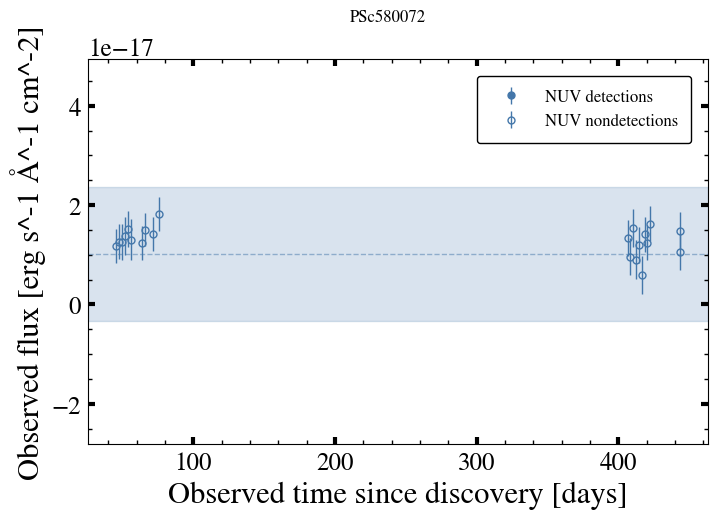 PSc580072
1e−17
Observed flux [erg s^-1 Å^-1 cm^-2]
4
2
0
−2
NUV detections
NUV nondetections
100
200
300
400
Observed time since discovery [days]